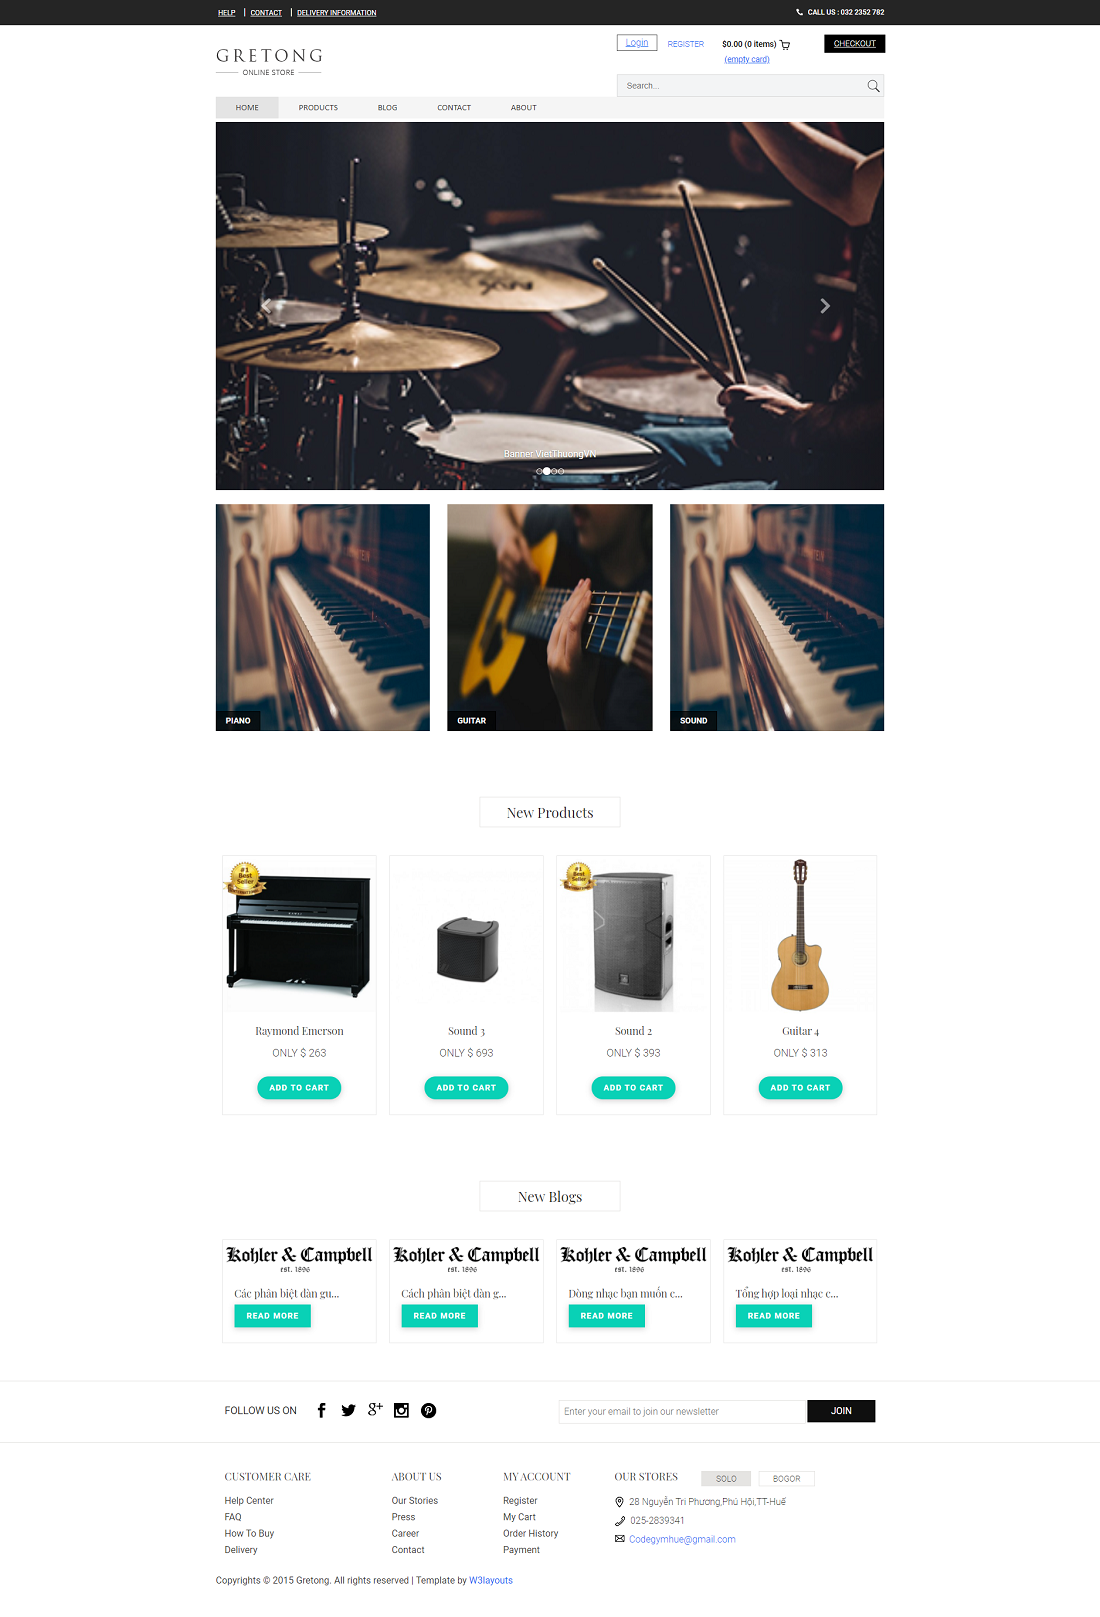 HELP | CONTACT | DELIVERY INFORMATION
CALL US : 032 2352 782
GRETONG
ONLINE STORE
Login REGISTER $0.00 (0 items) CHECKOUT
(empty card)
Search...
HOME PRODUCTS BLOG CONTACT ABOUT
Banner VietThuongVN
PIANO GUITAR SOUND
New Products
#1 Best Seller
#1 Best Seller
Raymond Emerson Sound 3 Sound 2 Guitar 4
ONLY $ 263 ONLY $ 693 ONLY $ 393 ONLY $ 313
ADD TO CART ADD TO CART ADD TO CART ADD TO CART
New Blogs
Kohler & Campbell Kohler & Campbell Kohler & Campbell Kohler & Campbell
est. 1896 est. 1896 est. 1896 est. 1896
Các phân biệt đàn gu... Cách phân biệt đàn g... Dòng nhạc bạn muốn c... Tổng hợp loại nhạc c...
READ MORE READ MORE READ MORE READ MORE
FOLLOW US ON
Enter your email to join our newsletter JOIN
CUSTOMER CARE ABOUT US MY ACCOUNT OUR STORES SOLO BOGOR
Help Center Our Stories Register 28 Nguyễn Tri Phương,Phú Hội,TT-Huế
FAQ Press My Cart 025-2839341
How To Buy Career Order History Codegymhue@gmail.com
Delivery Contact Payment
Copyrights © 2015 Gretong. All rights reserved | Template by W3layouts